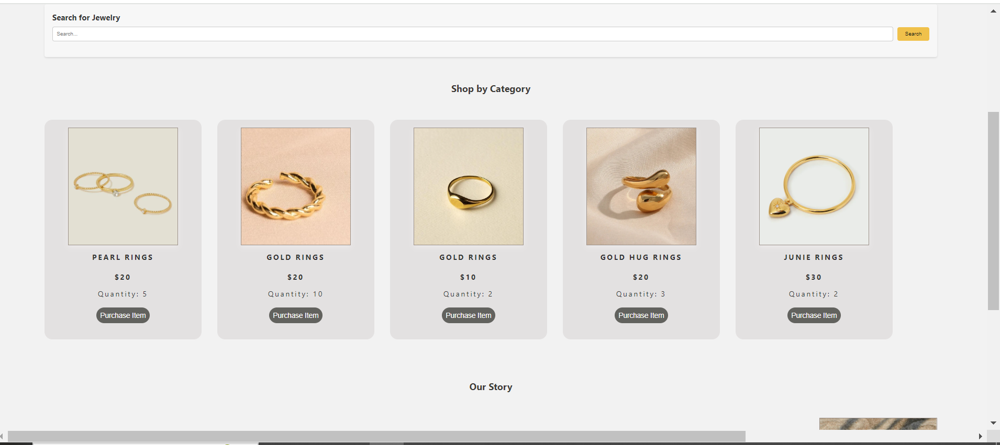 Search for Jewelry
Search...
Search
Shop by Category
PEARL RINGS
$20
Quantity: 5
Purchase Item
GOLD RINGS
$20
Quantity: 10
Purchase Item
GOLD RINGS
$10
Quantity: 2
Purchase Item
GOLD HUG RINGS
$20
Quantity: 3
Purchase Item
JUNIE RINGS
$30
Quantity: 2
Purchase Item
Our Story